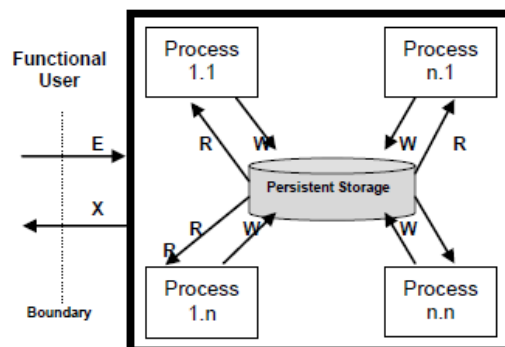 Functional
User
E
X
Boundary
Process
1.1
Process
n.1
R
W
W
R
Persistent Storage
R
R
W
W
Process
1.n
Process
n.n